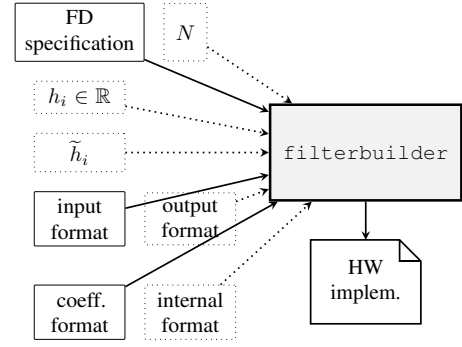 FD
specification
N
h_i ∈ ℝ
h̃_i
filterbuilder
input
format
output
format
HW
implem.
coeff.
format
internal
format